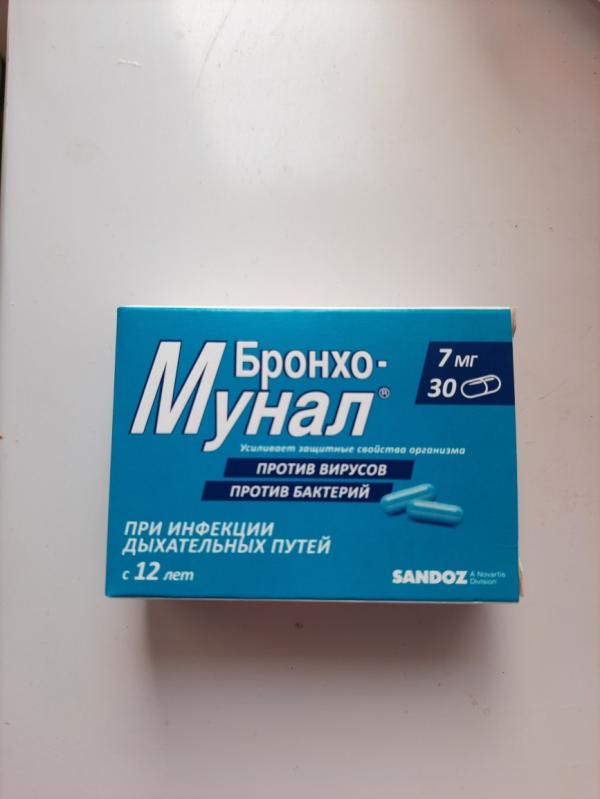 Бронхо-
Мунал®
7 мг
30
Усиливает защитные свойства организма
ПРОТИВ ВИРУСОВ
ПРОТИВ БАКТЕРИЙ
ПРИ ИНФЕКЦИИ
ДЫХАТЕЛЬНЫХ ПУТЕЙ
с 12 лет
SANDOZ
A Novartis
Division